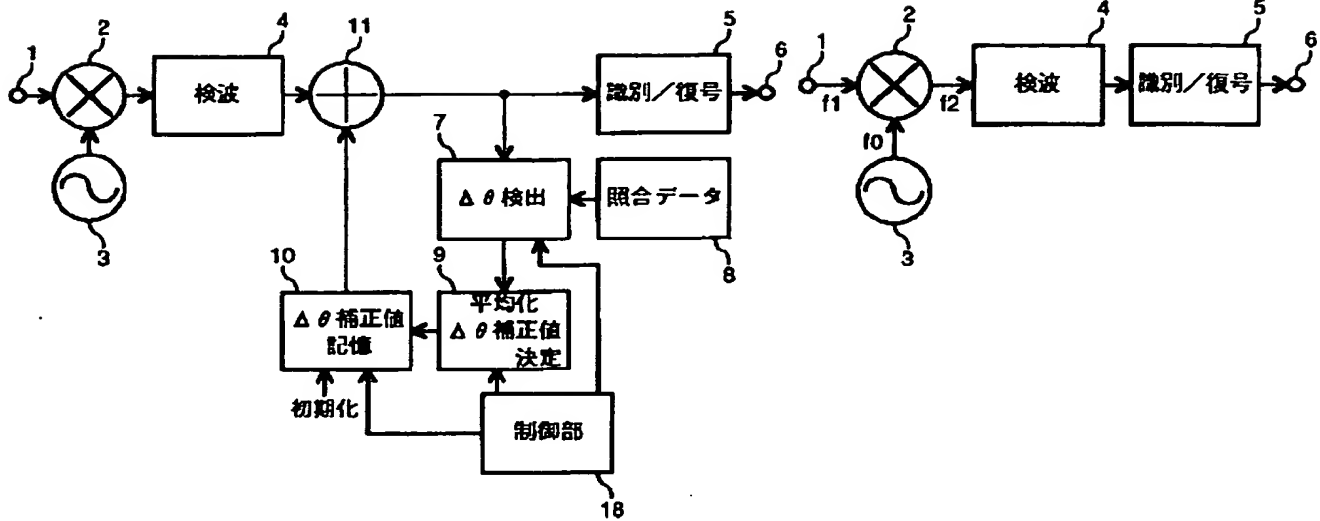 1
2
4
11
5
6
検波
識別／復号
3
7
Δθ検出
照合データ
8
10
9
Δθ補正値
記憶
平均化
Δθ補正値
決定
初期化
制御部
18
1
2
4
5
6
f1
f2
f0
検波
識別／復号
3